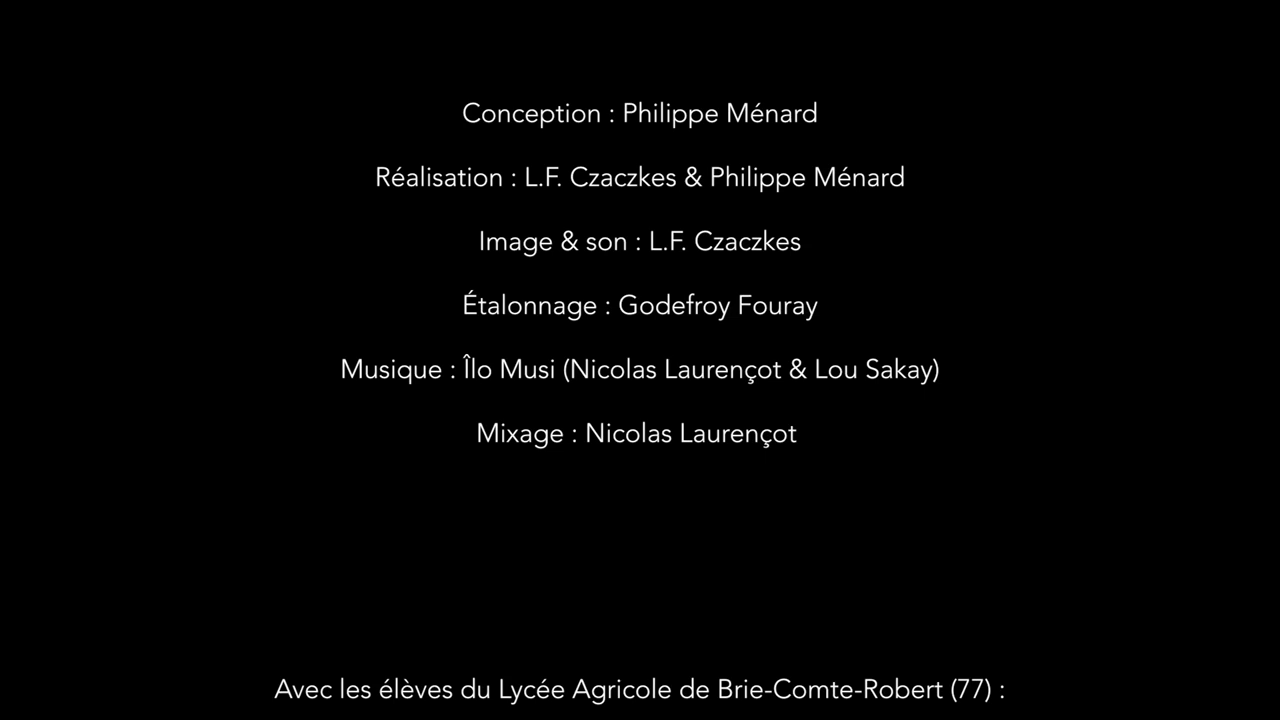 Conception : Philippe Ménard
Réalisation : L.F. Czaczkes & Philippe Ménard
Image & son : L.F. Czaczkes
Étalonnage : Godefroy Fouray
Musique : Îlo Musi (Nicolas Laurençot & Lou Sakay)
Mixage : Nicolas Laurençot
Avec les élèves du Lycée Agricole de Brie-Comte-Robert (77) :